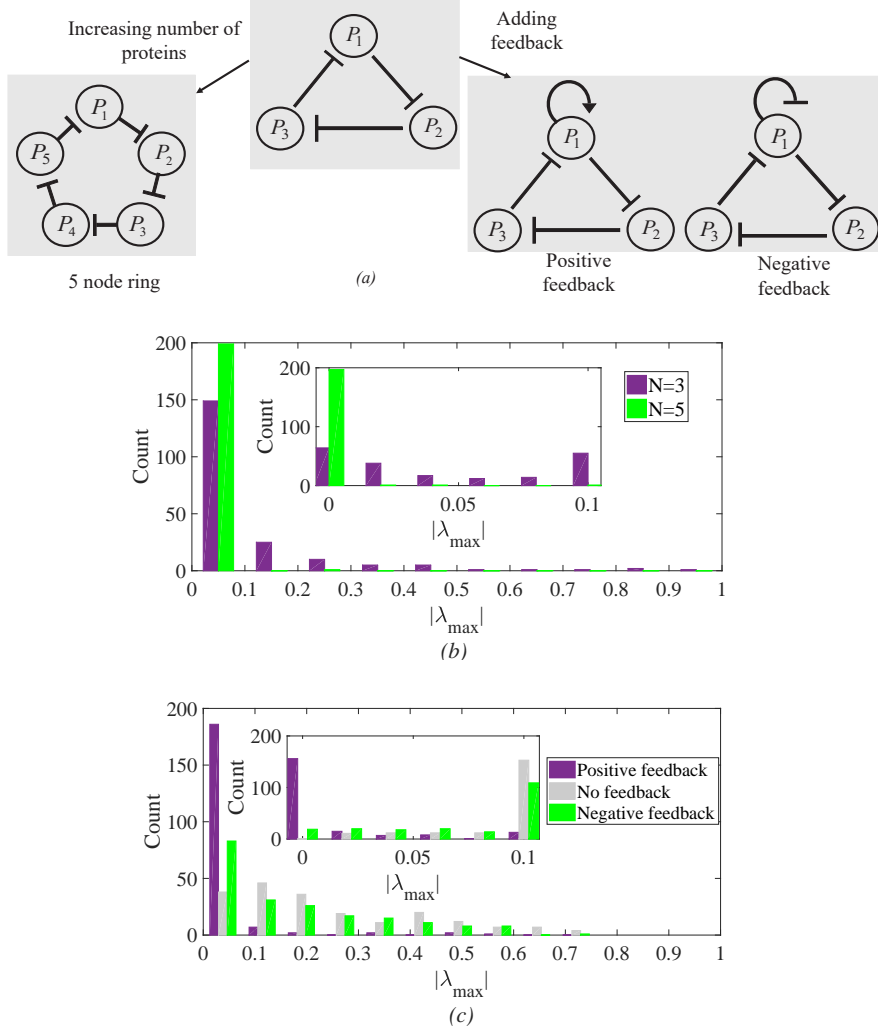 Increasing number of
proteins
Adding
feedback
P1
P2
P3
P1
P2
P3
P4
P5
5 node ring
(a)
P1
P2
P3
Positive
feedback
P1
P2
P3
Negative
feedback
200
150
100
50
0
Count
0 0.1 0.2 0.3 0.4 0.5 0.6 0.7 0.8 0.9 1
|λmax|
200
100
0
Count
0 0.05 0.1
|λmax|
N=3
N=5
(b)
200
150
100
50
0
Count
0 0.1 0.2 0.3 0.4 0.5 0.6 0.7 0.8 0.9 1
|λmax|
200
100
0
Count
0 0.05 0.1
|λmax|
Positive feedback
No feedback
Negative feedback
(c)